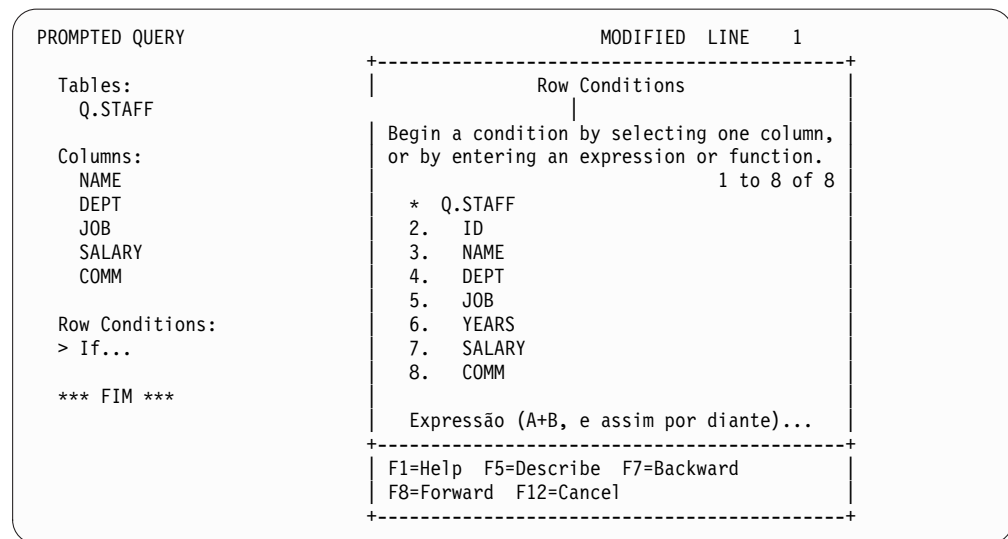 PROMPTED QUERY MODIFIED LINE 1
Tables:
Q.STAFF
Columns:
NAME
DEPT
JOB
SALARY
COMM
Row Conditions:
> If...
*** FIM ***
Row Conditions
Begin a condition by selecting one column,
or by entering an expression or function.
1 to 8 of 8
* Q.STAFF
2. ID
3. NAME
4. DEPT
5. JOB
6. YEARS
7. SALARY
8. COMM
Expressão (A+B, e assim por diante)...
F1=Help F5=Describe F7=Backward
F8=Forward F12=Cancel